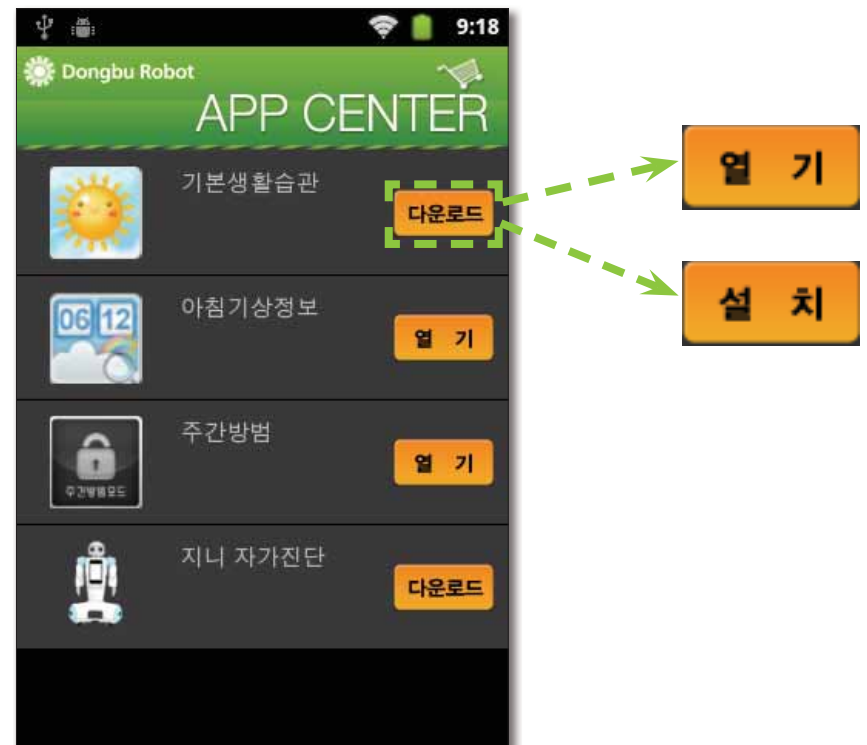 9:18
Dongbu Robot
APP CENTER
기본생활습관
다운로드
열 기
설 치
06 12
아침기상정보
열 기
주간방범모드
주간방범
열 기
지니 자가진단
다운로드